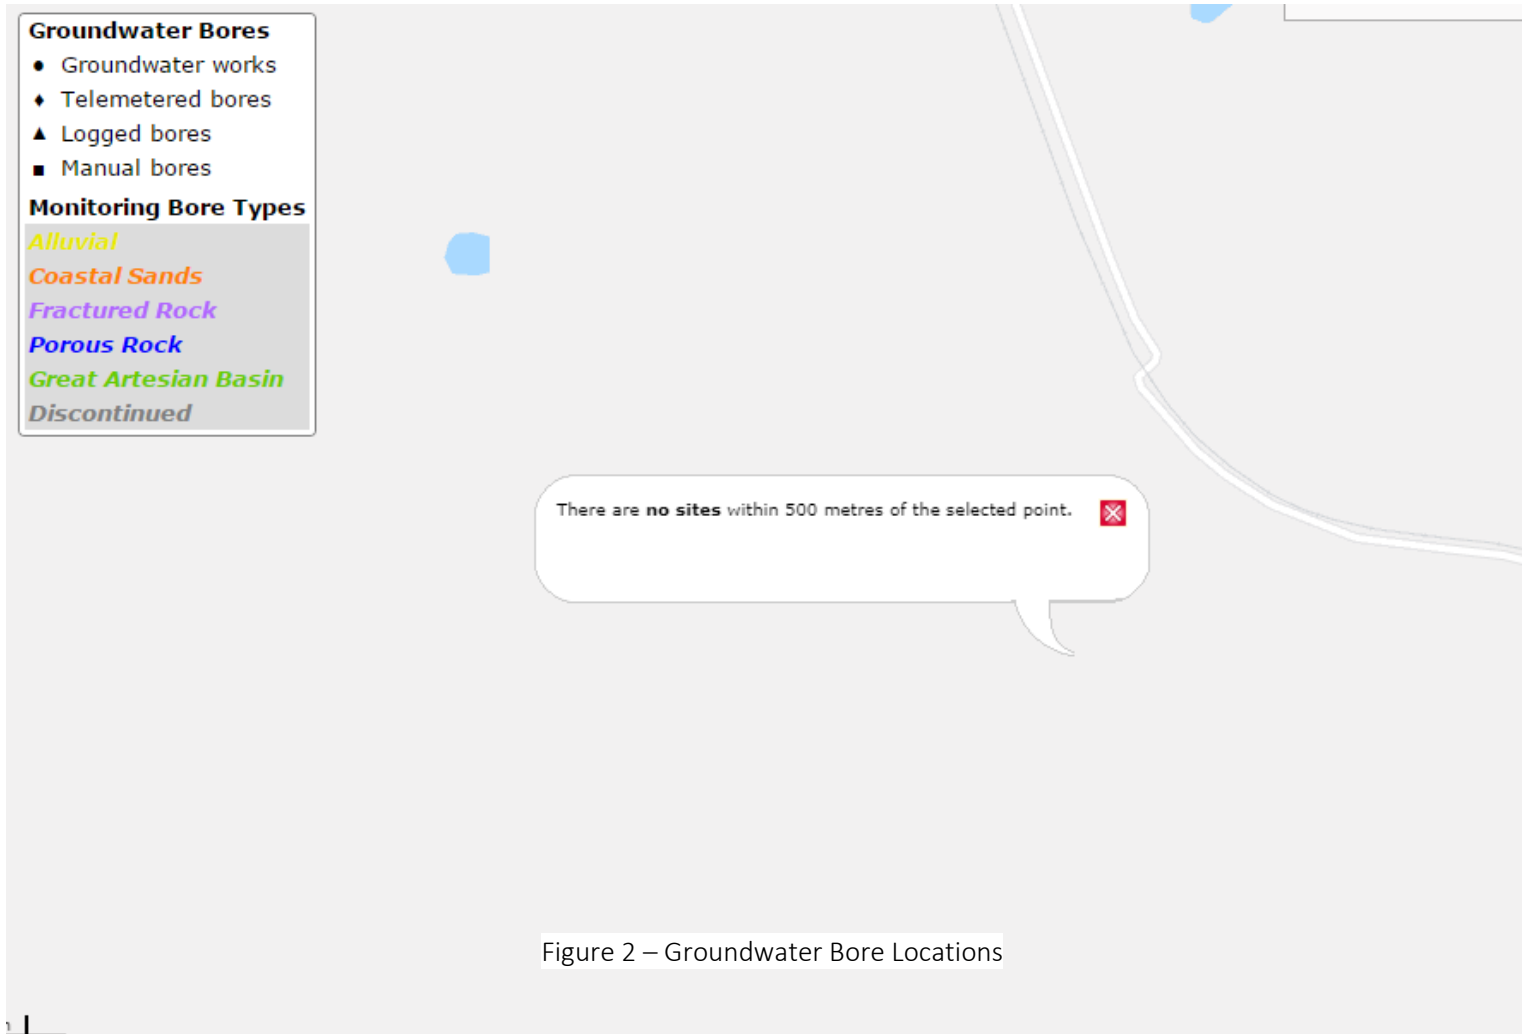 Groundwater Bores
Groundwater works
Telemetered bores
Logged bores
Manual bores
Monitoring Bore Types
Alluvial
Coastal Sands
Fractured Rock
Porous Rock
Great Artesian Basin
Discontinued
There are no sites within 500 metres of the selected point.
Figure 2 – Groundwater Bore Locations